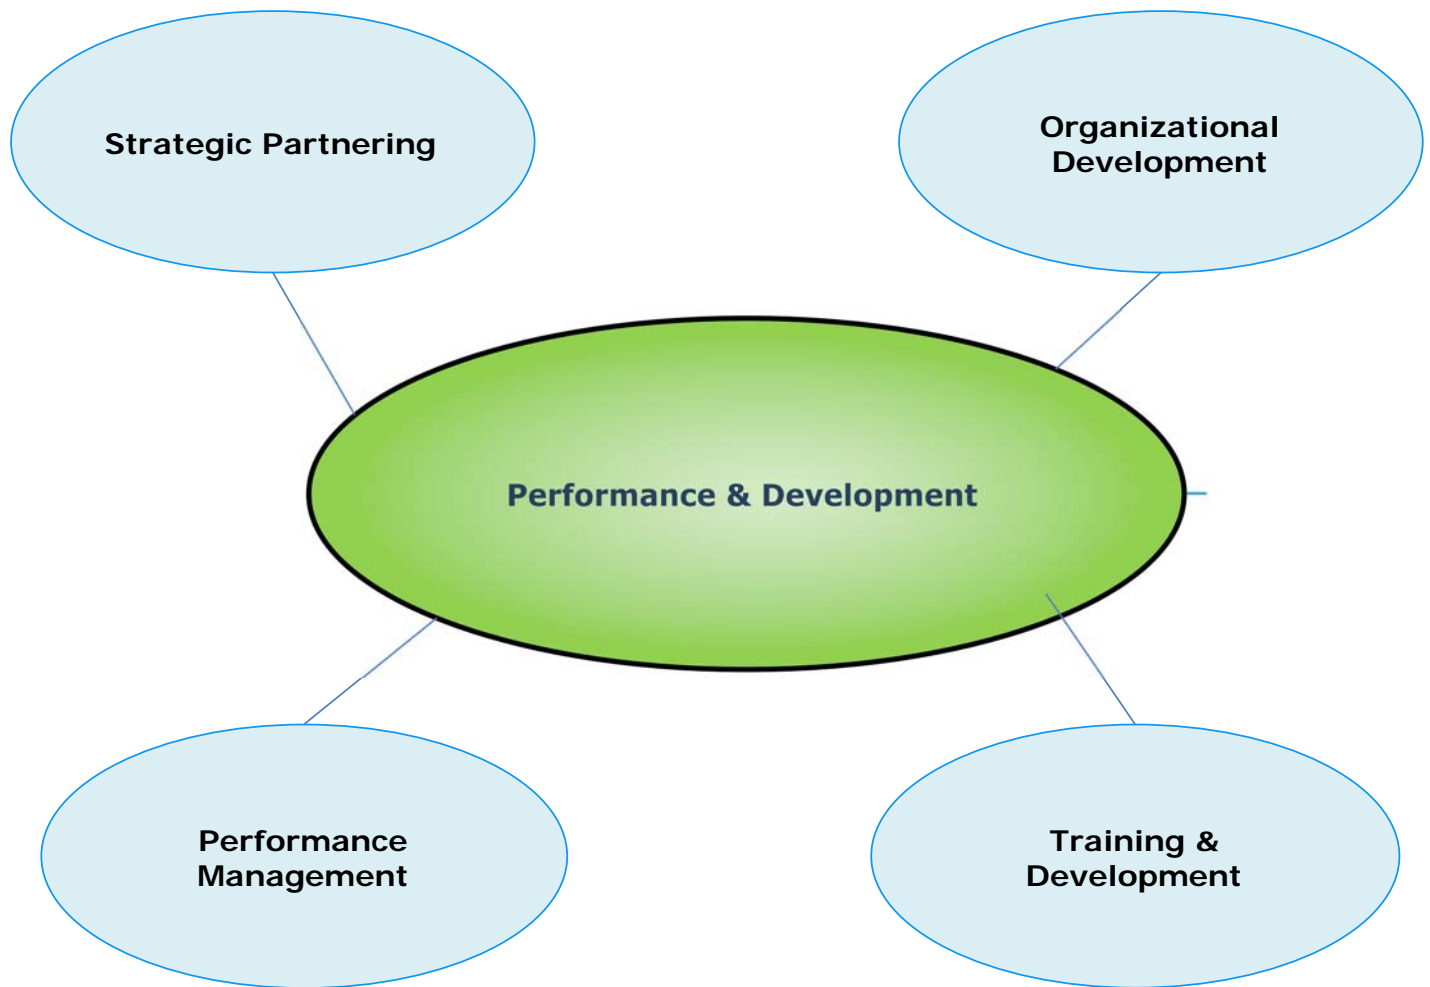 Strategic Partnering
Organizational
Development
Performance & Development
Performance
Management
Training &
Development